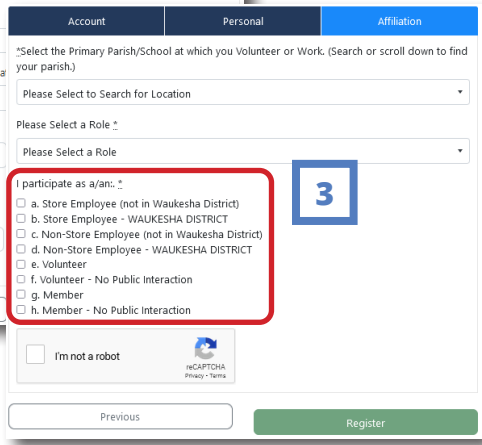 Account
Personal
Affiliation
*Select the Primary Parish/School at which you Volunteer or Work. (Search or scroll down to find
your parish.)
Please Select to Search for Location
Please Select a Role *
Please Select a Role
I participate as a/an:. *
3
a. Store Employee (not in Waukesha District)
b. Store Employee - WAUKESHA DISTRICT
c. Non-Store Employee (not in Waukesha District)
d. Non-Store Employee - WAUKESHA DISTRICT
e. Volunteer
f. Volunteer - No Public Interaction
g. Member
h. Member - No Public Interaction
I'm not a robot
reCAPTCHA
Privacy - Terms
Previous
Register